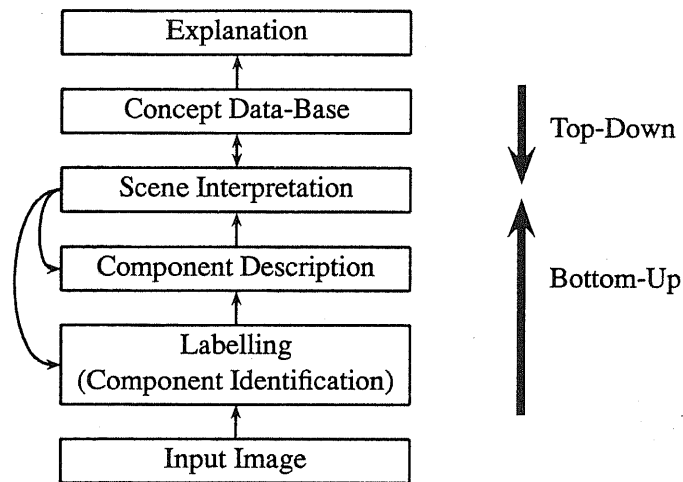 Explanation
Concept Data-Base
Top-Down
Scene Interpretation
Component Description
Bottom-Up
Labelling
(Component Identification)
Input Image